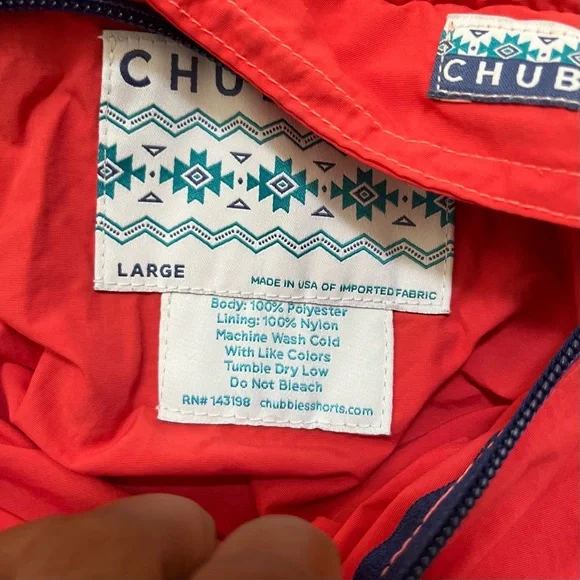 CHU
CHUB
LARGE
MADE IN USA OF IMPORTED FABRIC
Body: 100% Polyester
Lining: 100% Nylon
Machine Wash Cold
With Like Colors
Tumble Dry Low
Do Not Bleach
RN# 143198 chubbiesshorts.com